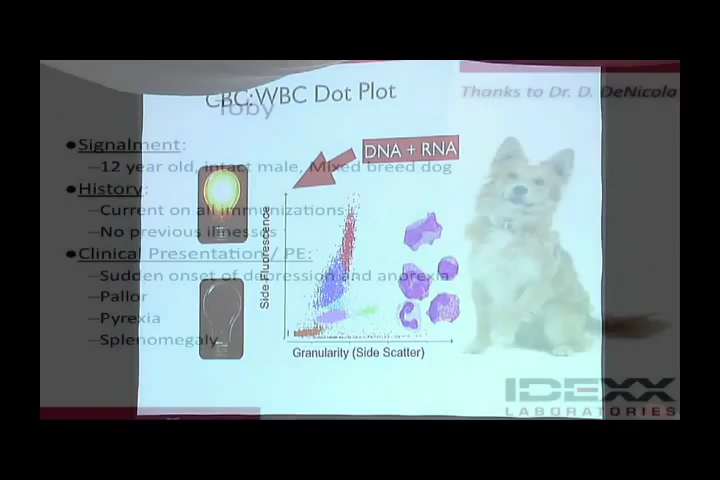 CBC:WBC Dot Plot
Toby
Thanks to Dr. D. DeNicola
●Signalment:
–12 year old, intact male, Mixed breed dog
DNA + RNA
●History:
–Current on all immunizations
–No previous illnesses
●Clinical Presentation / PE:
–Sudden onset of depression and anorexia
–Pallor
–Pyrexia
–Splenomegaly
Side Fluorescence
Granularity (Side Scatter)
IDEXX
LABORATORIES